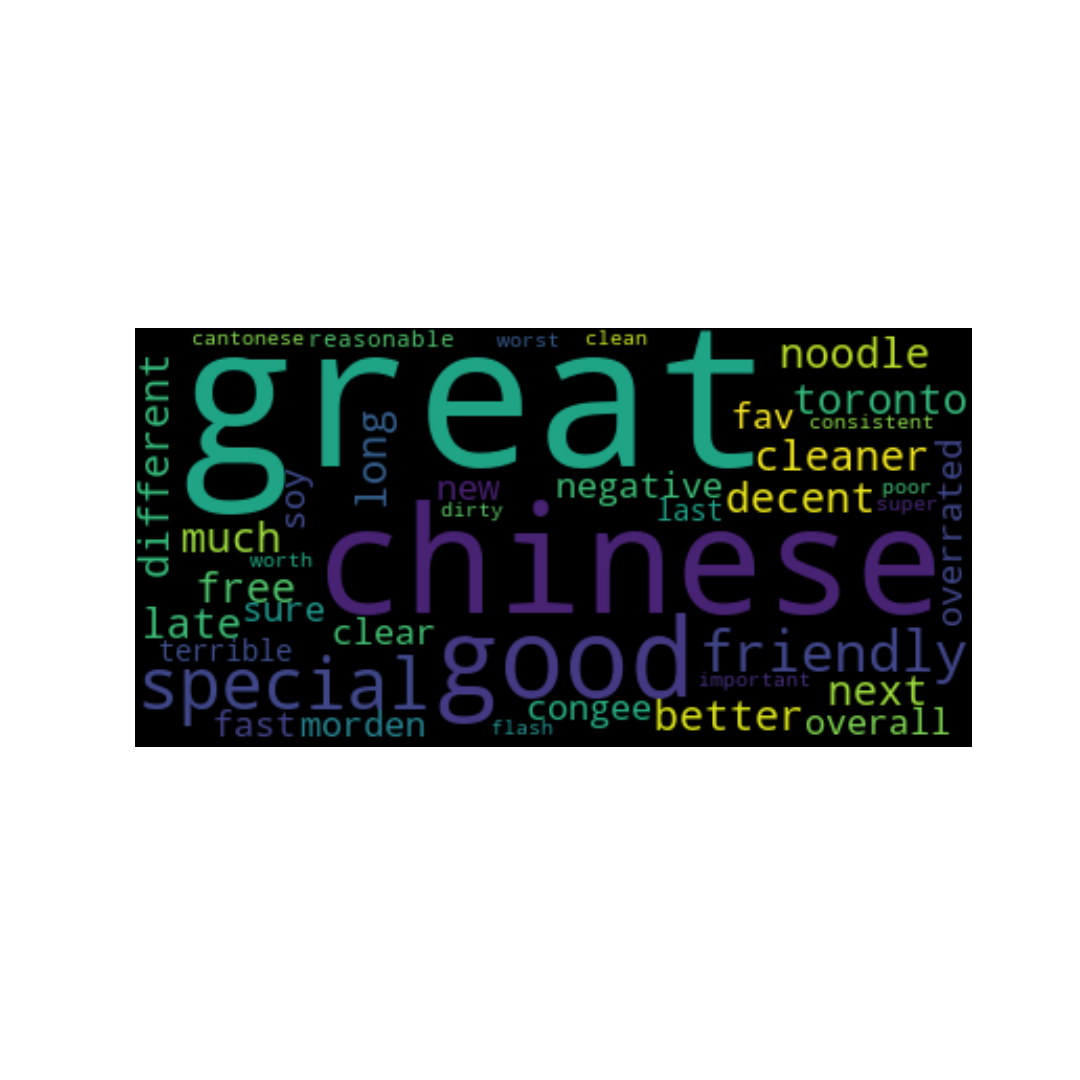 cantonese
reasonable
worst
clean
great
noodle
different
toronto
fav
consistent
long
cleaner
overrated
soy
new
negative
decent
poor
super
last
dirty
much
chinese
worth
free
sure
late
clear
terrible
good
friendly
special
important
next
congee
better
overall
fast
morden
flash